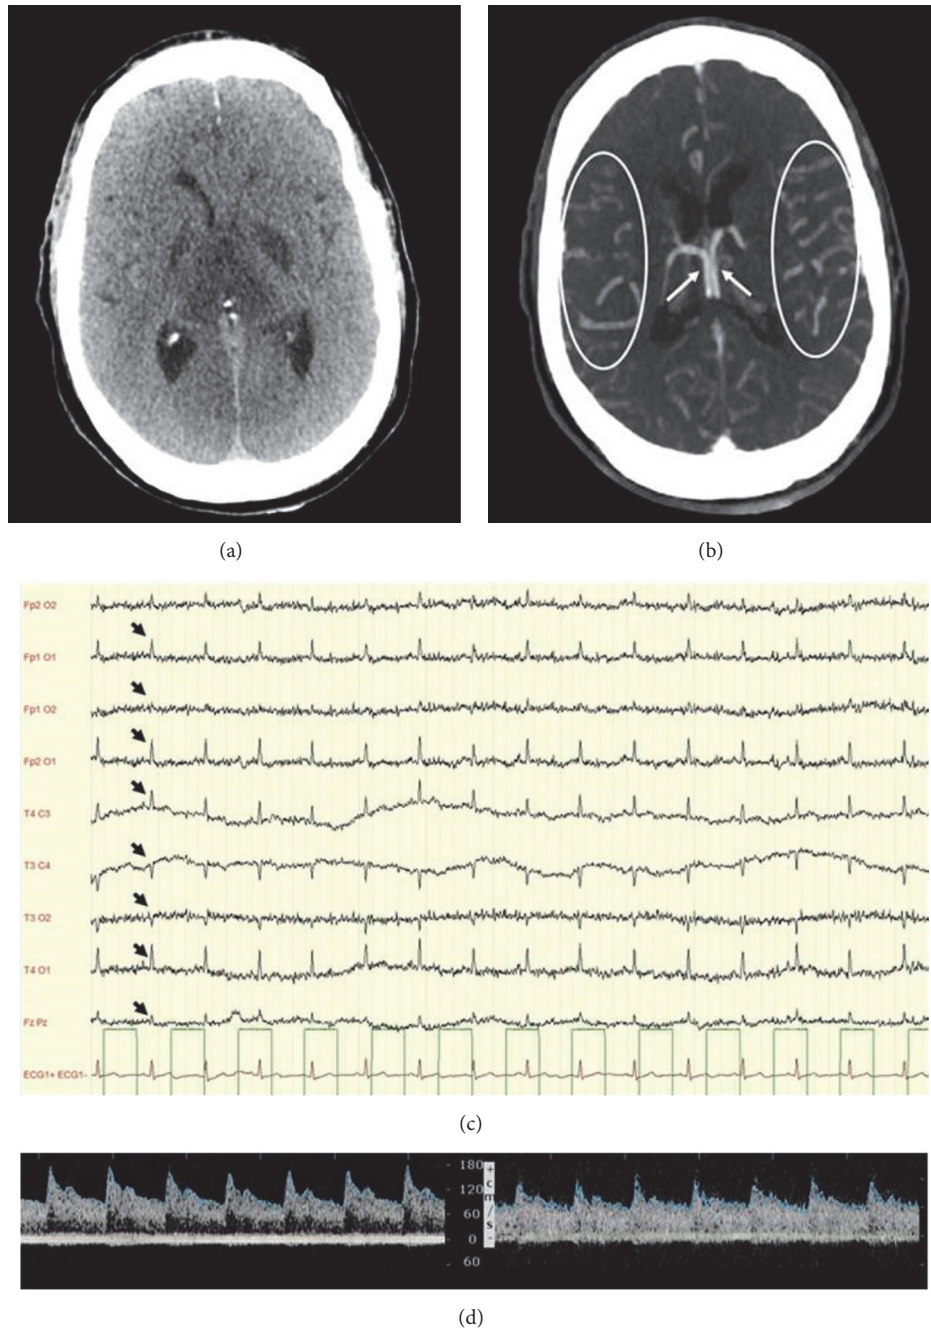 (a)
(b)
Fp2 O2
Fp1 O1
Fp1 O2
Fp2 O1
T4 C3
T3 C4
T3 O2
T4 O1
Fz Pz
ECG1+ ECG1-
(c)
180
120
60
0
60
+
c
m
/
s
-
(d)